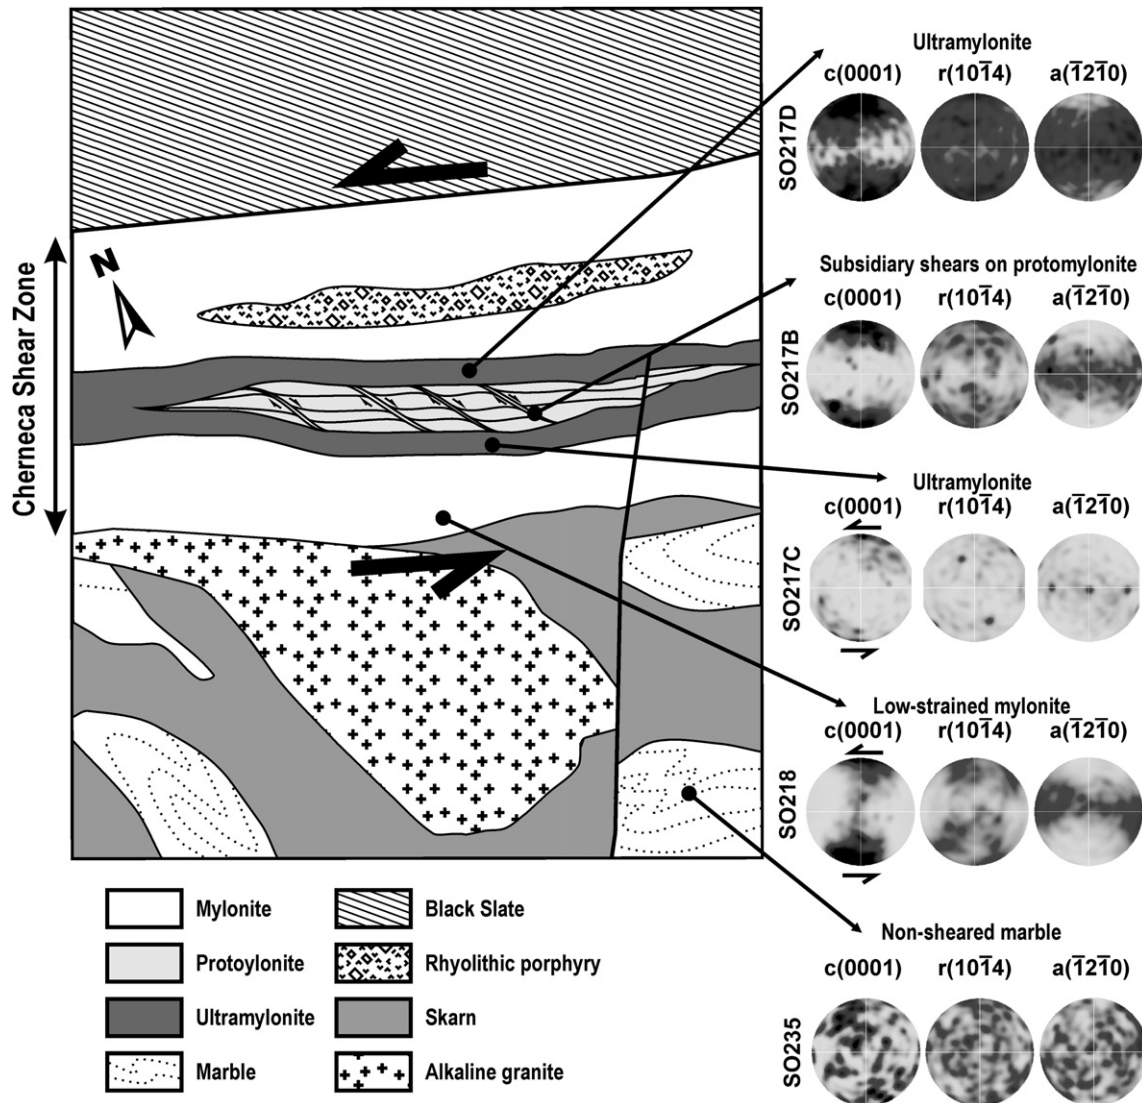 Cherneca Shear Zone
N
Ultramylonite
c(0001) r(101̄4) a(1̄21̄0)
SO217D
Subsidiary shears on protomylonite
c(0001) r(101̄4) a(1̄21̄0)
SO217B
Ultramylonite
c(0001) r(101̄4) a(1̄21̄0)
SO217C
Low-strained mylonite
c(0001) r(101̄4) a(1̄21̄0)
SO218
Non-sheared marble
c(0001) r(101̄4) a(1̄21̄0)
SO235
Mylonite
Protoylonite
Ultramylonite
Marble
Black Slate
Rhyolithic porphyry
Skarn
Alkaline granite